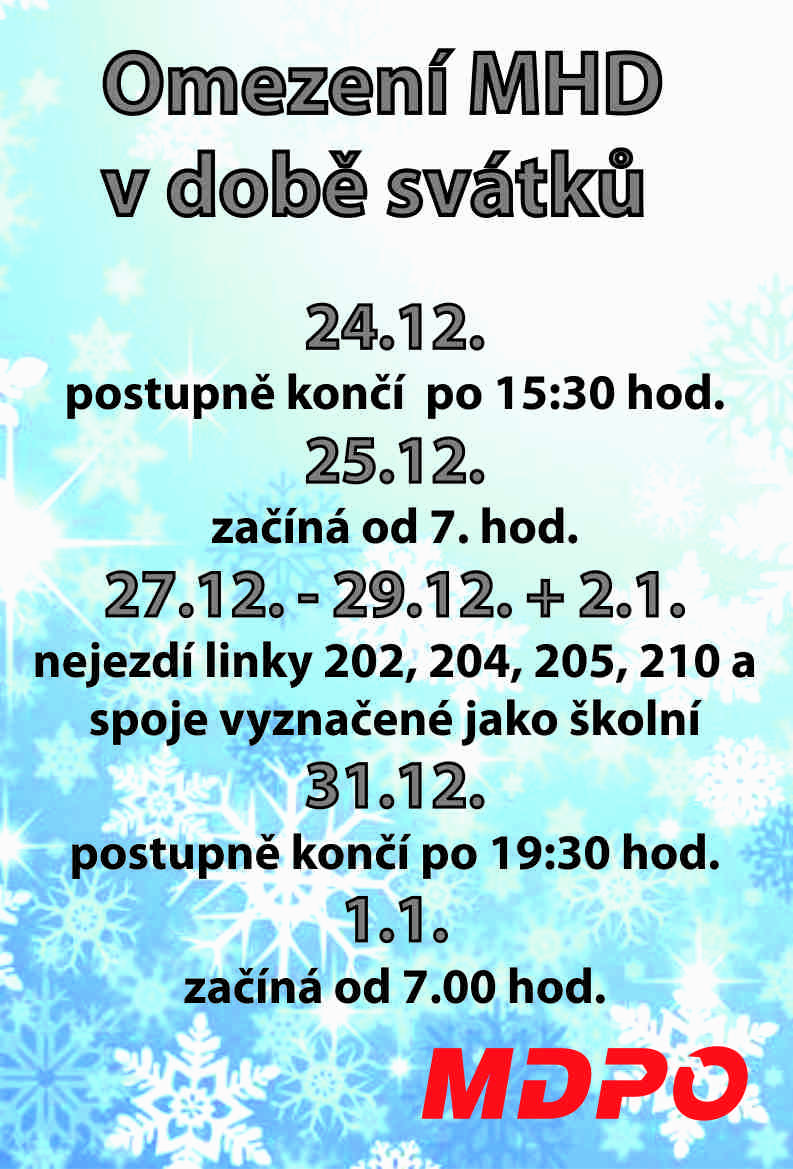 Omezení MHD
v době svátků
24.12.
postupně končí po 15:30 hod.
25.12.
začíná od 7. hod.
27.12. - 29.12. + 2.1.
nejezdí linky 202, 204, 205, 210 a
spoje vyznačené jako školní
31.12.
postupně končí po 19:30 hod.
1.1.
začíná od 7.00 hod.
MDPO